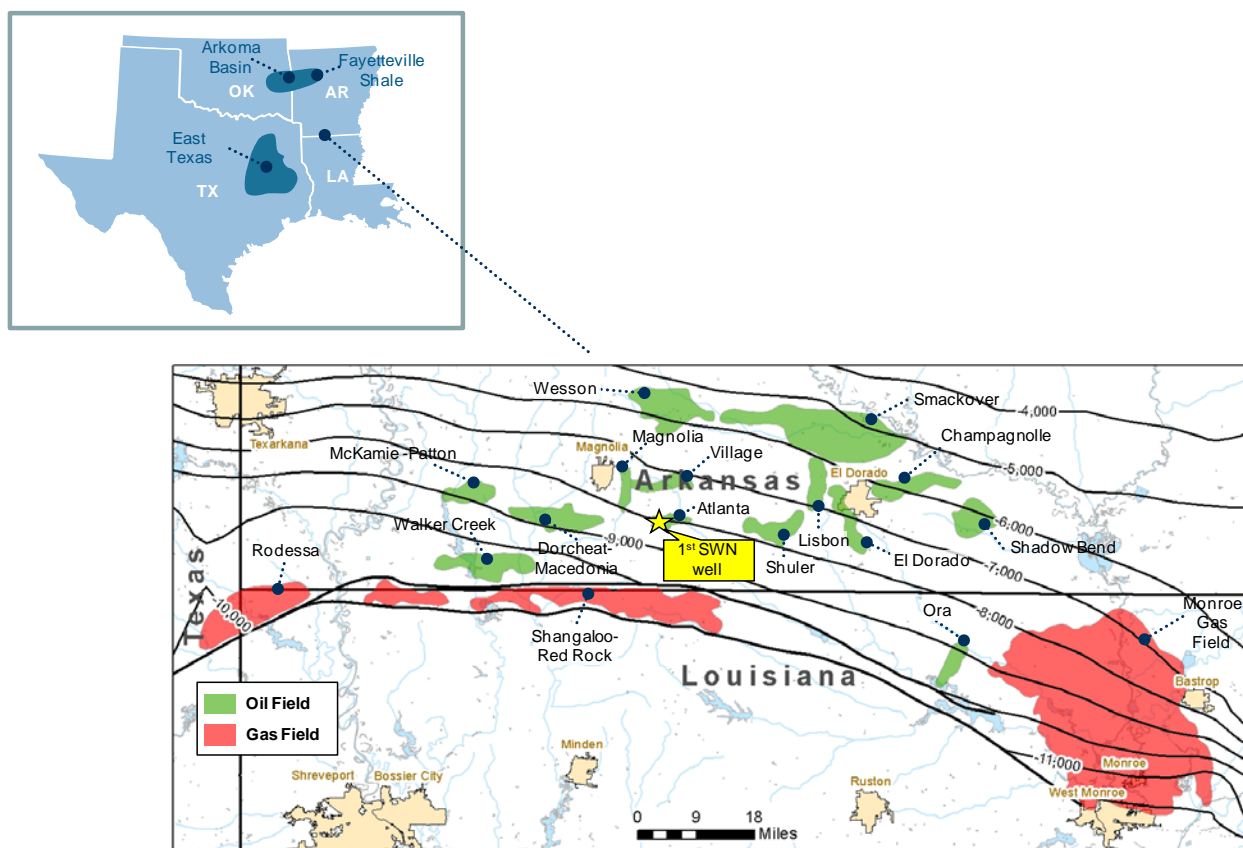 Arkoma
Basin
Fayetteville
Shale
OK
AR
East
Texas
TX
LA
Wesson
Smackover
-4,000
Magnolia
Magnolia
Champagnolle
Texarkana
McKamie-Patton
Village
-5,000
Arkansas
El Dorado
Atlanta
-6,000
Walker Creek
-9,000
Rodessa
Dorcheat-
Macedonia
1st SWN
well
Shuler
Lisbon
El Dorado
Shadow Bend
-7,000
Texas
-10,000
Shangaloo-
Red Rock
Ora
-8,000
Monroe
Gas
Field
Louisiana
Bastrop
Oil Field
Gas Field
Minden
-11,000
Monroe
Shreveport
Bossier City
Ruston
West Monroe
0 9 18
Miles